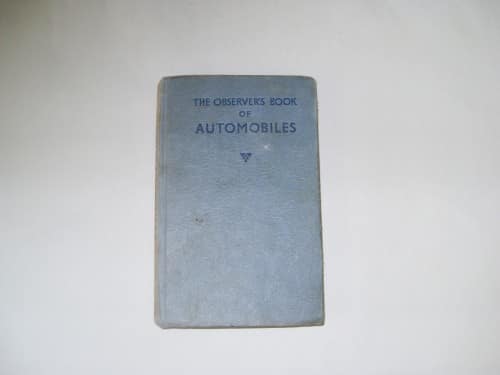 THE OBSERVER'S BOOK
OF
AUTOMOBILES